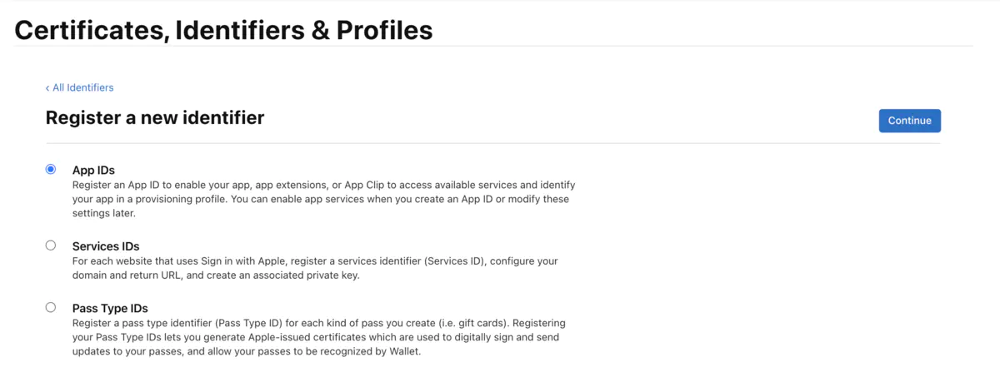 Certificates, Identifiers & Profiles
‹ All Identifiers
Register a new identifier
Continue
App IDs
Register an App ID to enable your app, app extensions, or App Clip to access available services and identify
your app in a provisioning profile. You can enable app services when you create an App ID or modify these
settings later.
Services IDs
For each website that uses Sign in with Apple, register a services identifier (Services ID), configure your
domain and return URL, and create an associated private key.
Pass Type IDs
Register a pass type identifier (Pass Type ID) for each kind of pass you create (i.e. gift cards). Registering
your Pass Type IDs lets you generate Apple-issued certificates which are used to digitally sign and send
updates to your passes, and allow your passes to be recognized by Wallet.